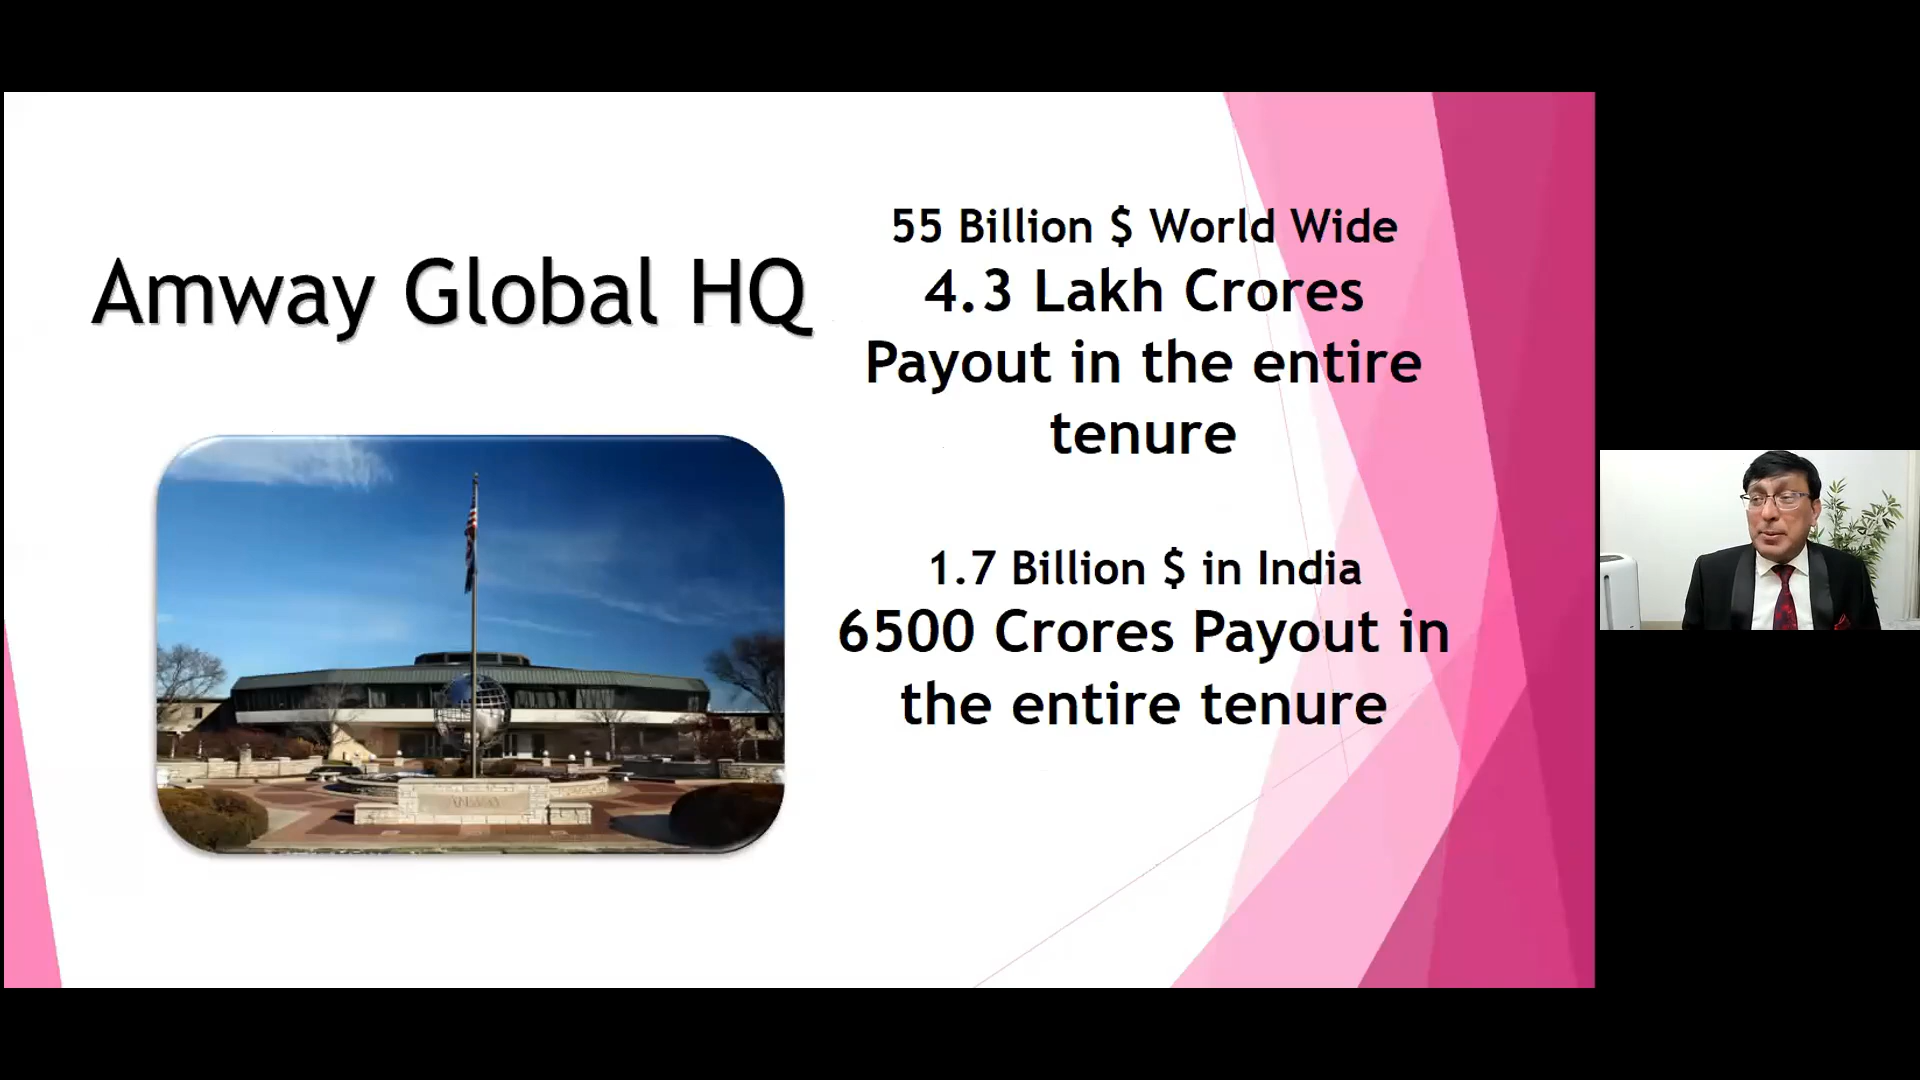 Amway Global HQ
55 Billion $ World Wide
4.3 Lakh Crores
Payout in the entire
tenure
1.7 Billion $ in India
6500 Crores Payout in
the entire tenure
AMWAY